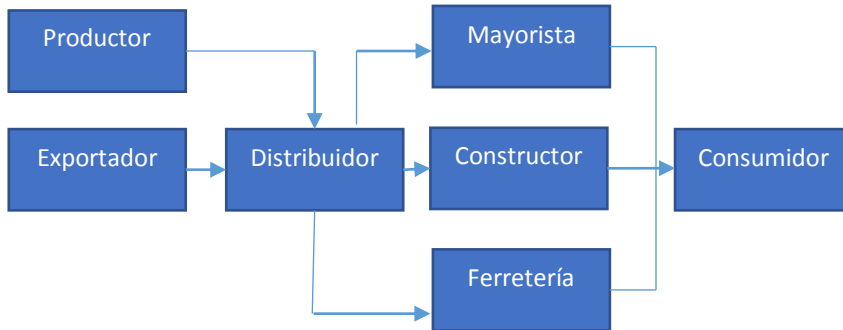 Productor
Mayorista
Exportador
Distribuidor
Constructor
Consumidor
Ferretería